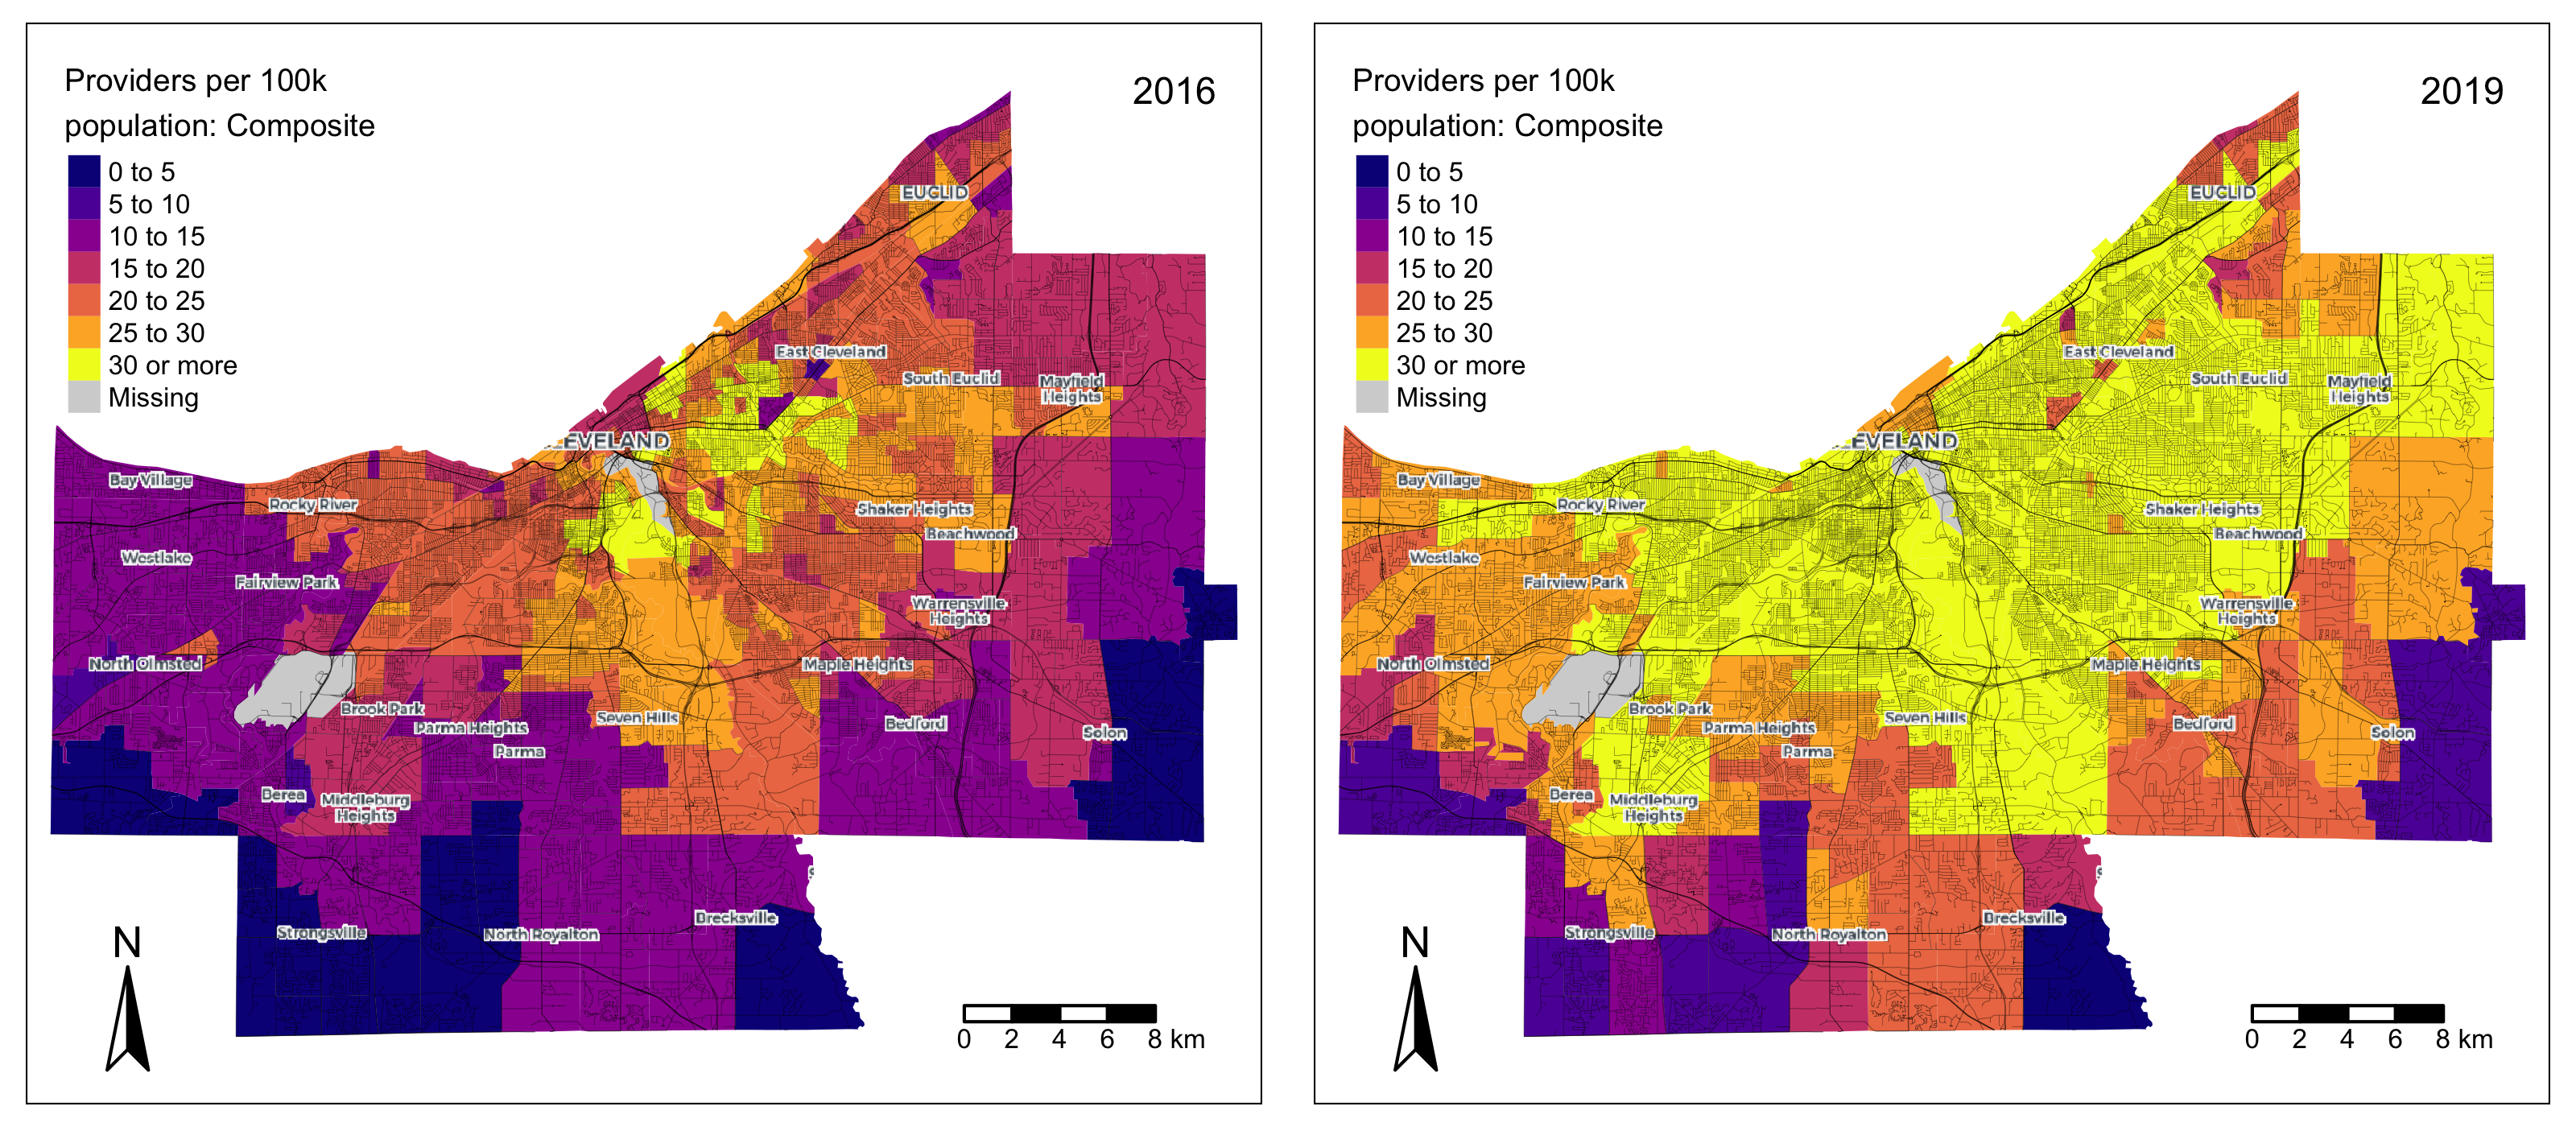 Providers per 100k
population: Composite
2016
0 to 5
5 to 10
10 to 15
15 to 20
20 to 25
25 to 30
30 or more
Missing
EUCLID
East Cleveland
South Euclid
Mayfield
Heights
EVELAND
Bay Village
Rocky River
Shaker Heights
Beachwood
Westlake
Fairview Park
Warrensville
Heights
North Olmsted
Maple Heights
Brook Park
Parma Heights
Seven Hills
Bedford
Solon
Parma
Berea
Middleburg
Heights
Brecksville
Strongsville
North Royalton
N
0 2 4 6 8 km
Providers per 100k
population: Composite
2019
0 to 5
5 to 10
10 to 15
15 to 20
20 to 25
25 to 30
30 or more
Missing
EUCLID
East Cleveland
South Euclid
Mayfield
Heights
EVELAND
Bay Village
Rocky River
Shaker Heights
Beachwood
Westlake
Fairview Park
Warrensville
Heights
North Olmsted
Maple Heights
Brook Park
Parma Heights
Seven Hills
Bedford
Solon
Parma
Berea
Middleburg
Heights
Brecksville
Strongsville
North Royalton
N
0 2 4 6 8 km